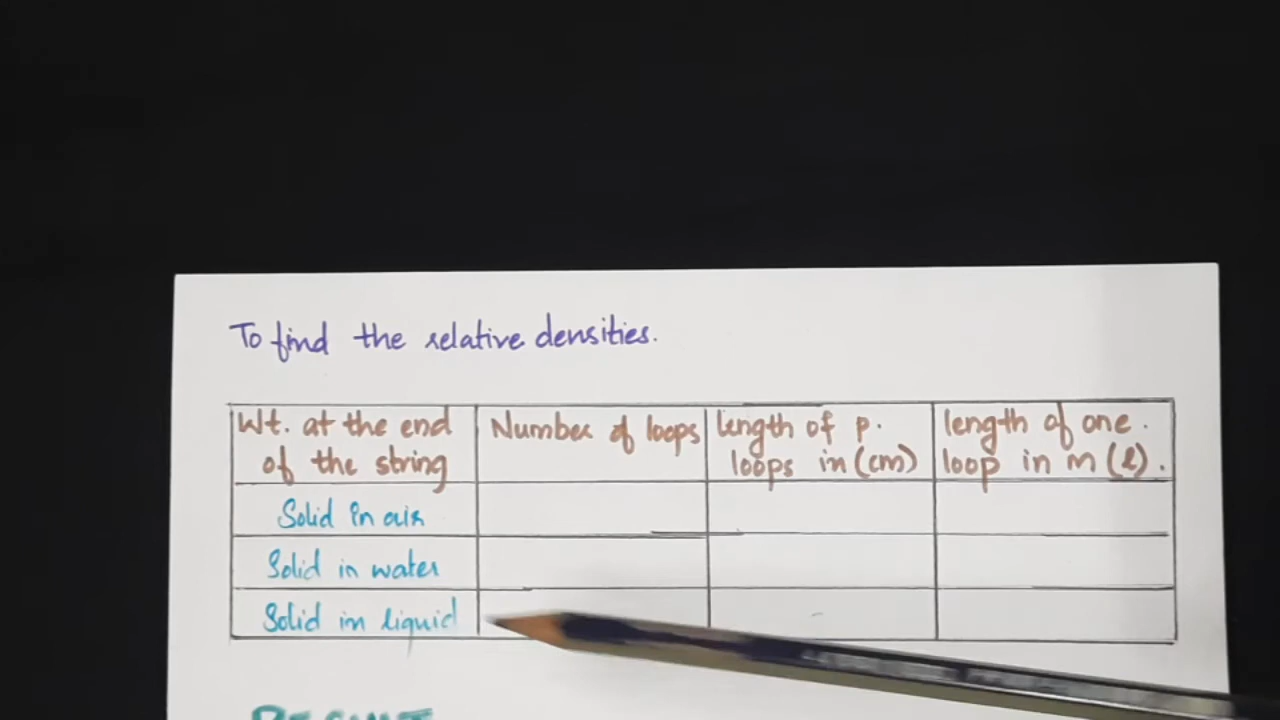 To find the relative densities.
Wt. at the end
of the string
Number of loops
length of p.
loops in (cm)
length of one.
loop in m (l).
Solid in air
Solid in water
Solid in liquid